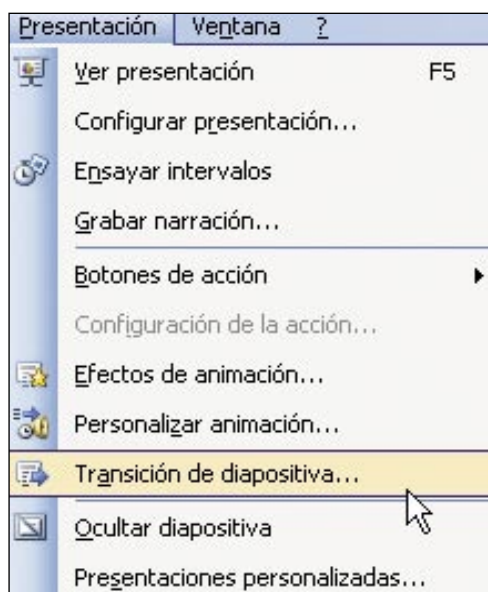 Presentación Ventana ?
Ver presentación F5
Configurar presentación...
Ensayar intervalos
Grabar narración...
Botones de acción
Configuración de la acción...
Efectos de animación...
Personalizar animación...
Transición de diapositiva...
Ocultar diapositiva
Presentaciones personalizadas...